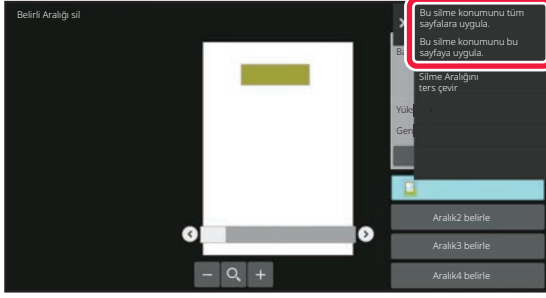 Belirli Aralığı sil
Bu silme konumunu tüm
sayfalara uygula.
Bu silme konumunu bu
sayfaya uygula.
Silme Aralığını
ters çevir
Aralık2 belirle
Aralık3 belirle
Aralık4 belirle